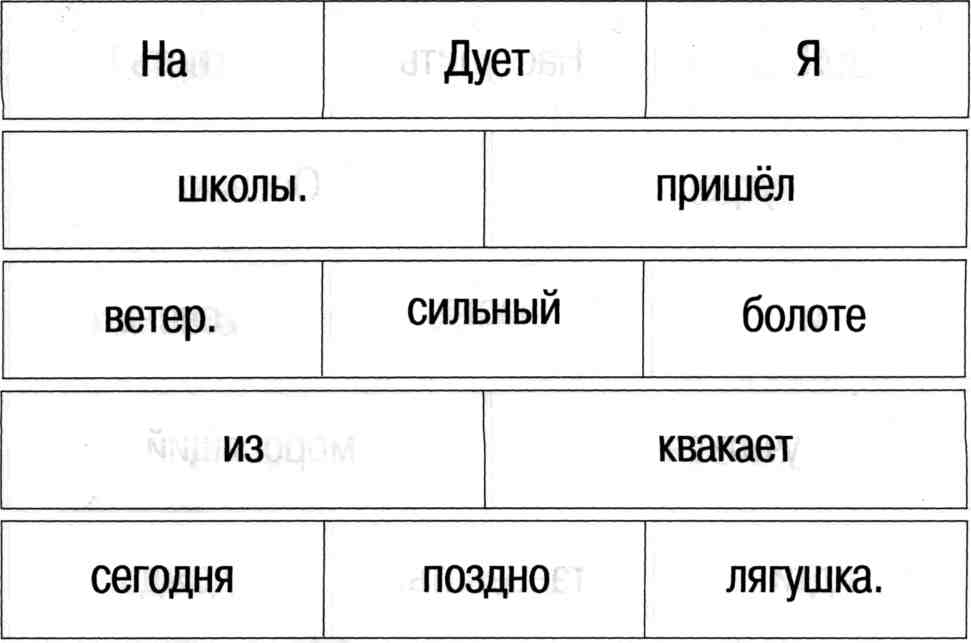 На Дует Я
школы. пришёл
ветер. сильный болоте
из квакает
сегодня поздно лягушка.